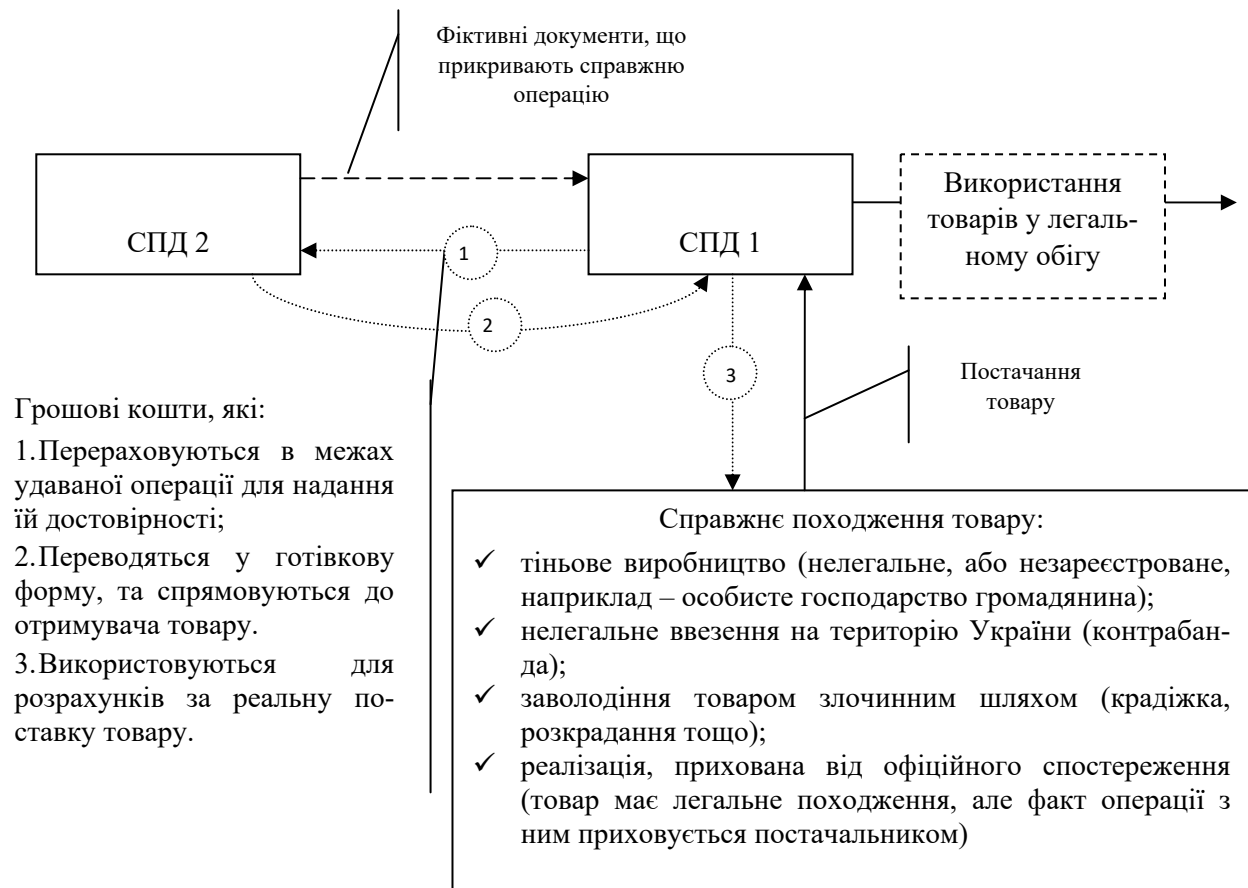 Фіктивні документи, що
прикривають справжню
операцію
СПД 2
СПД 1
Використання
товарів у легаль-
ному обігу
1
2
3
Постачання
товару
Грошові кошти, які:
1.Перераховуються в межах
удаваної операції для надання
їй достовірності;
2.Переводяться у готівкову
форму, та спрямовуються до
отримувача товару.
3.Використовуються для
розрахунків за реальну по-
ставку товару.
Справжнє походження товару:
✓ тіньове виробництво (нелегальне, або незареєстроване,
наприклад – особисте господарство громадянина);
✓ нелегальне ввезення на територію України (контрабан-
да);
✓ заволодіння товаром злочинним шляхом (крадіжка,
розкрадання тощо);
✓ реалізація, прихована від офіційного спостереження
(товар має легальне походження, але факт операції з
ним приховується постачальником)